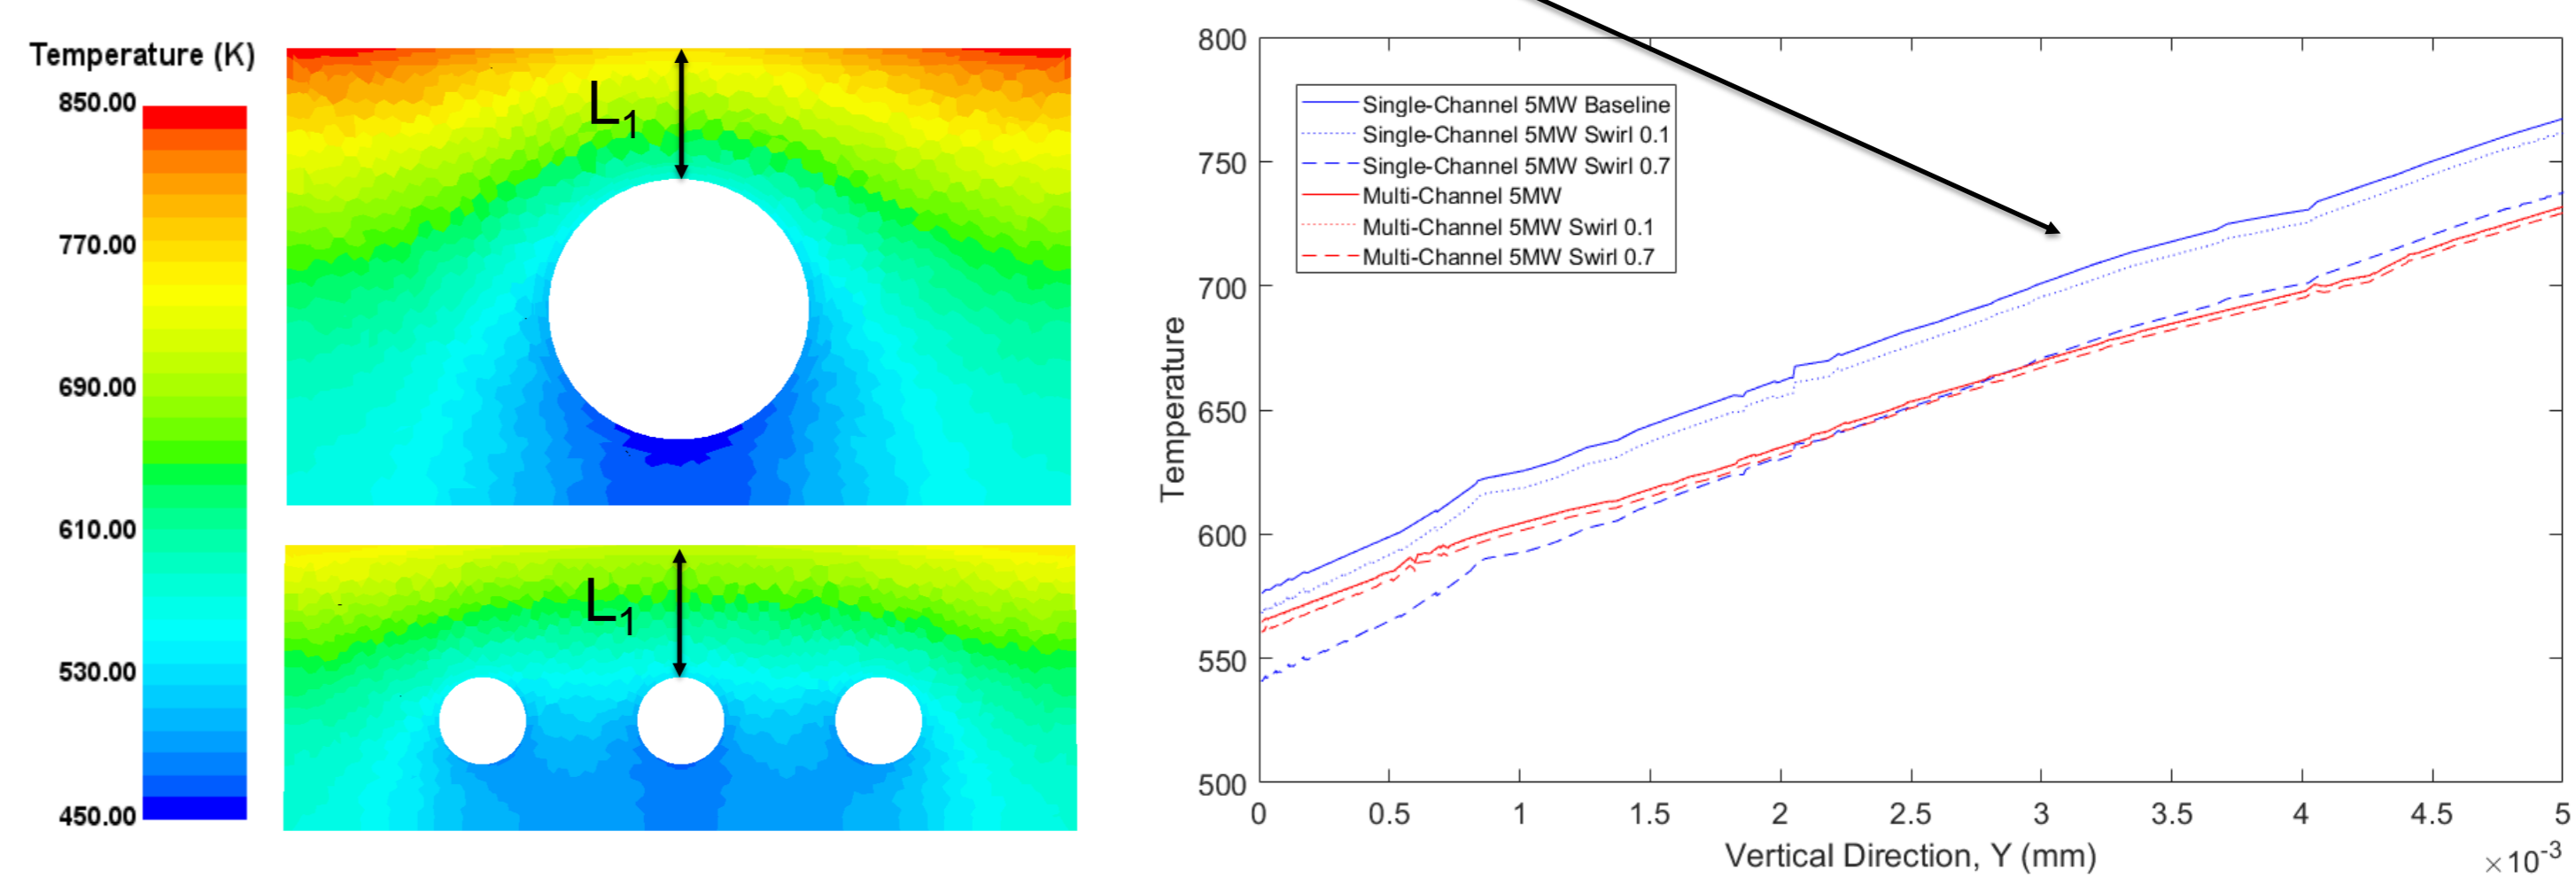 Temperature (K)
850.00
770.00
690.00
610.00
530.00
450.00
L1
L1
800
750
700
650
600
550
500
Temperature
Single-Channel 5MW Baseline
Single-Channel 5MW Swirl 0.1
Single-Channel 5MW Swirl 0.7
Multi-Channel 5MW
Multi-Channel 5MW Swirl 0.1
Multi-Channel 5MW Swirl 0.7
0 0.5 1 1.5 2 2.5 3 3.5 4 4.5 5
Vertical Direction, Y (mm)
×10-3